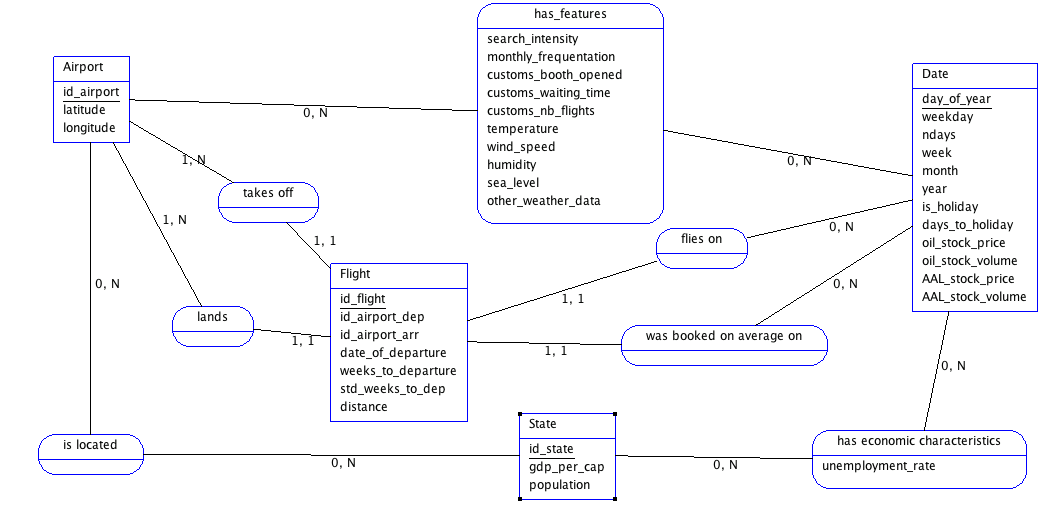 has_features
search_intensity
monthly_frequentation
customs_booth_opened
customs_waiting_time
customs_nb_flights
temperature
wind_speed
humidity
sea_level
other_weather_data
Airport
id_airport
latitude
longitude
Date
day_of_year
weekday
ndays
week
month
year
is_holiday
days_to_holiday
oil_stock_price
oil_stock_volume
AAL_stock_price
AAL_stock_volume
0, N
0, N
1, N
takes off
1, 1
1, N
flies on
0, N
Flight
id_flight
id_airport_dep
id_airport_arr
date_of_departure
weeks_to_departure
std_weeks_to_dep
distance
0, N
0, N
1, 1
lands
1, 1
was booked on average on
1, 1
0, N
State
id_state
gdp_per_cap
population
is located
0, N
0, N
has economic characteristics
unemployment_rate